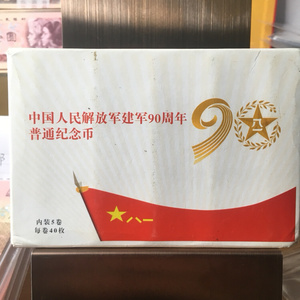 中国人民解放军建军90周年
普通纪念币
90
八一
八一
内装5卷
每卷40枚